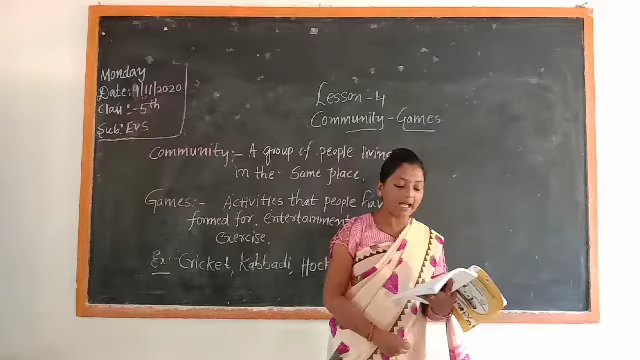 Monday
Date: 9/11/2020
Class :- 5th
Sub: EVS
Lesson - 4
Community - Games
Community :- A group of people living
in the same place.
Games :- Activities that people have
formed for entertainment
exercise.
Ex:- Cricket, Kabbadi,